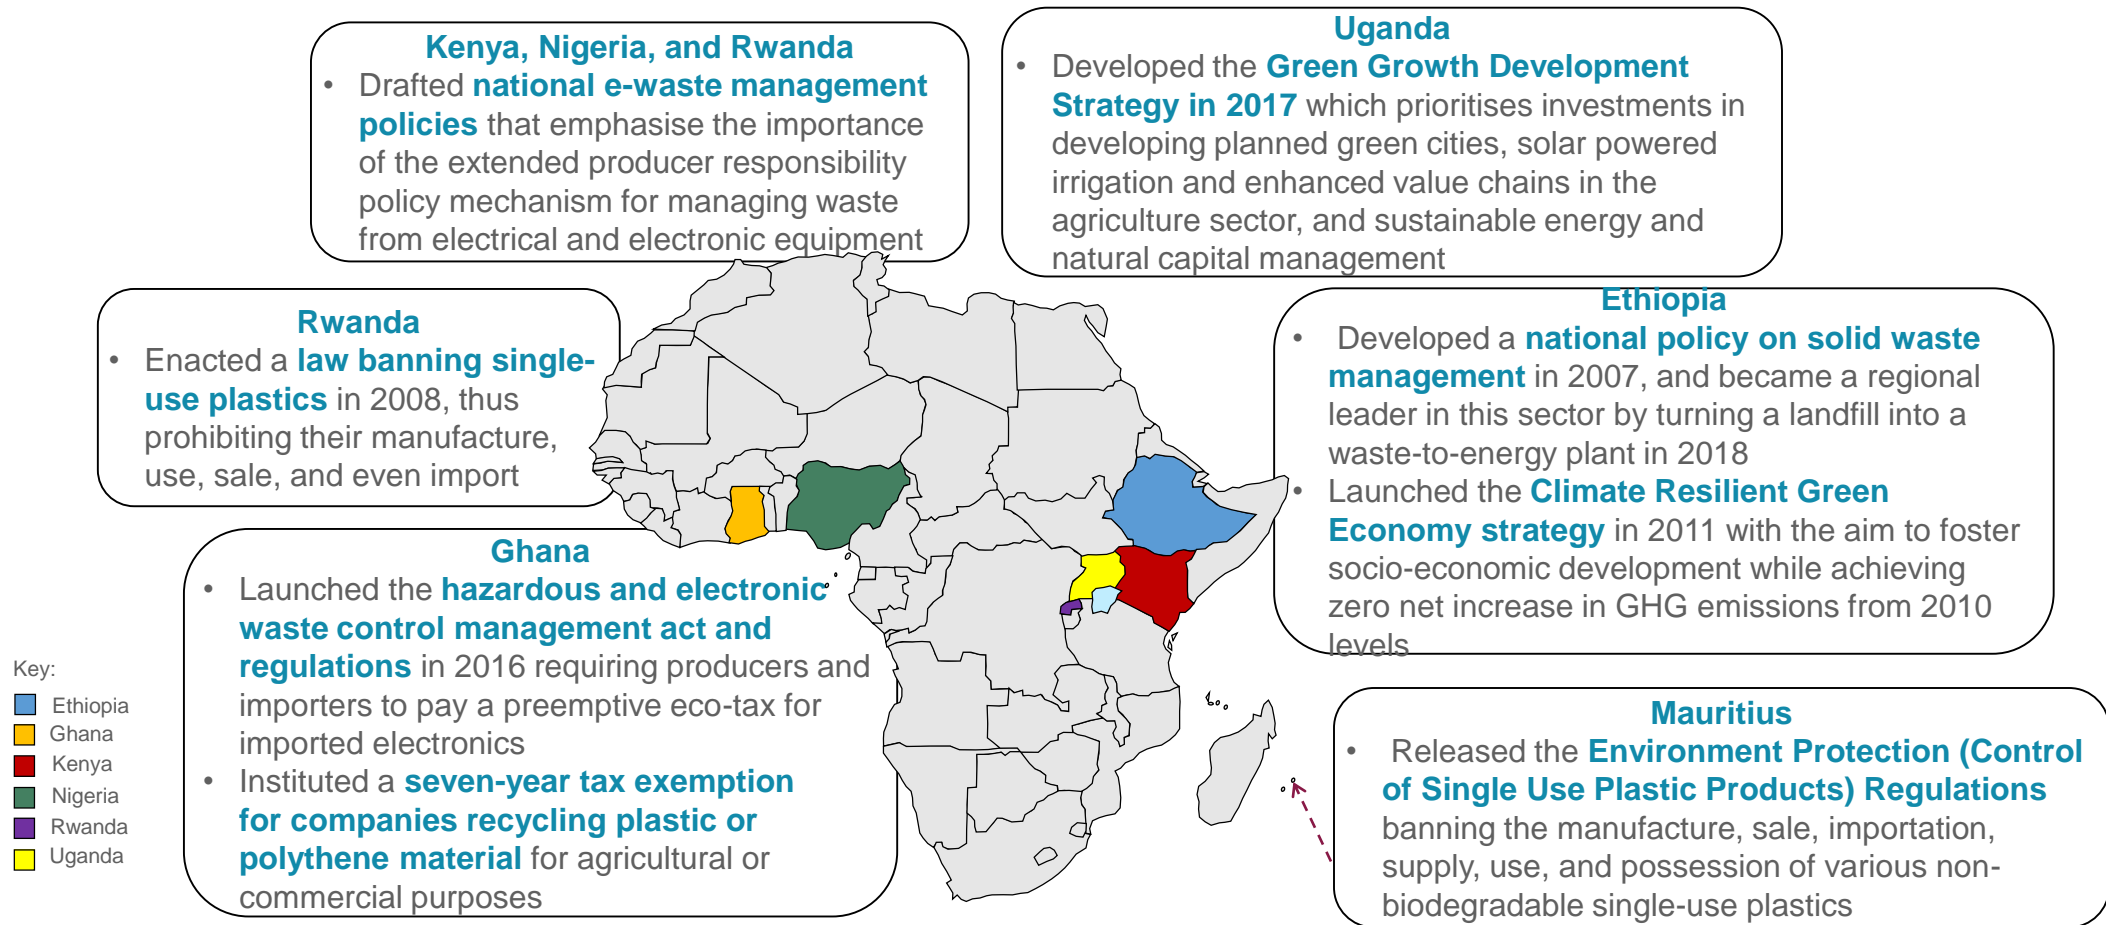 Kenya, Nigeria, and Rwanda
• Drafted national e-waste management
policies that emphasise the importance
of the extended producer responsibility
policy mechanism for managing waste
from electrical and electronic equipment
Uganda
• Developed the Green Growth Development
Strategy in 2017 which prioritises investments in
developing planned green cities, solar powered
irrigation and enhanced value chains in the
agriculture sector, and sustainable energy and
natural capital management
Rwanda
• Enacted a law banning single-
use plastics in 2008, thus
prohibiting their manufacture,
use, sale, and even import
Ethiopia
• Developed a national policy on solid waste
management in 2007, and became a regional
leader in this sector by turning a landfill into a
waste-to-energy plant in 2018
• Launched the Climate Resilient Green
Economy strategy in 2011 with the aim to foster
socio-economic development while achieving
zero net increase in GHG emissions from 2010
levels
Ghana
• Launched the hazardous and electronic
waste control management act and
regulations in 2016 requiring producers and
importers to pay a preemptive eco-tax for
imported electronics
• Instituted a seven-year tax exemption
for companies recycling plastic or
polythene material for agricultural or
commercial purposes
Mauritius
• Released the Environment Protection (Control
of Single Use Plastic Products) Regulations
banning the manufacture, sale, importation,
supply, use, and possession of various non-
biodegradable single-use plastics
Key:
Ethiopia
Ghana
Kenya
Nigeria
Rwanda
Uganda